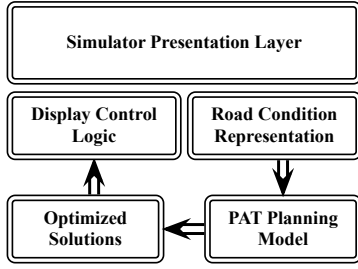 Simulator Presentation Layer
Display Control
Logic
Road Condition
Representation
Optimized
Solutions
PAT Planning
Model